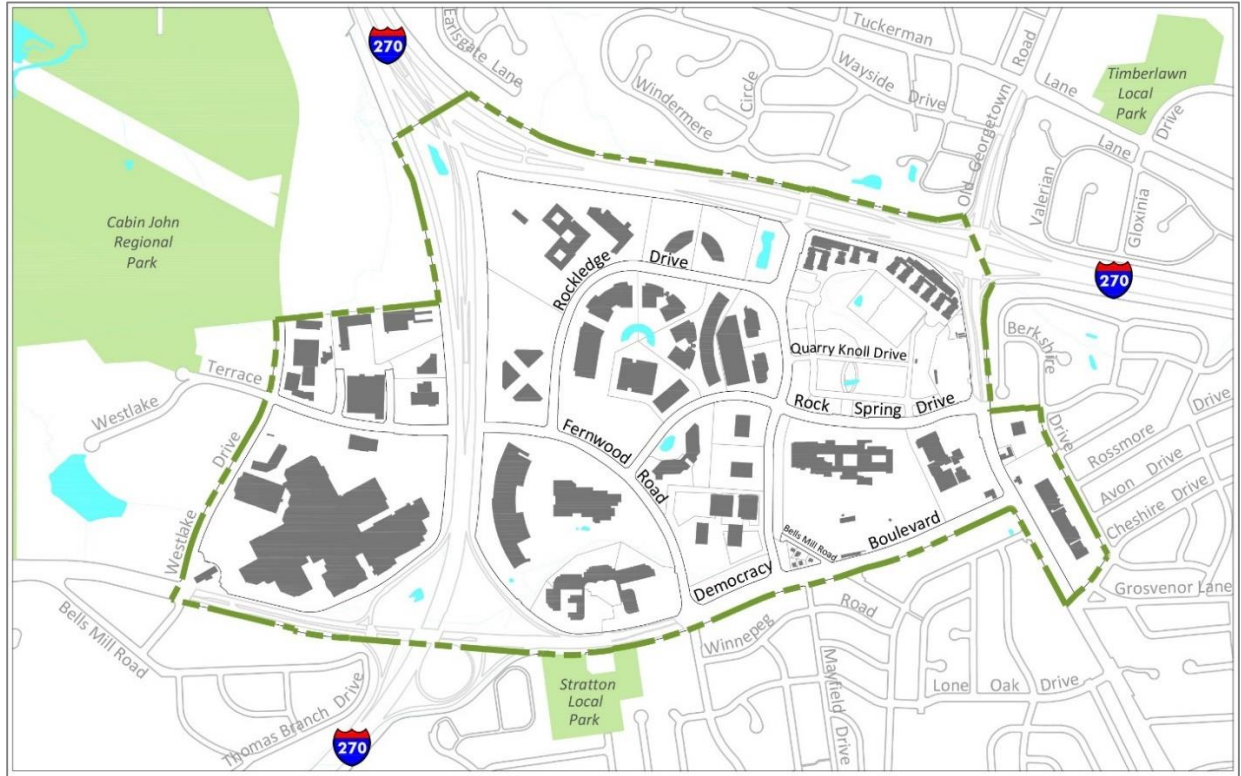 270
Earlsgate Lane
Tuckerman
Lane
Wayside Drive
Windermere
Circle
Old Georgetown
Road
Timberlawn
Local
Park
Drive
Lane
Valerian
Gloxinia
Cabin John
Regional
Park
Rockledge
Drive
270
Berkshire
Drive
Quarry Knoll Drive
Terrace
Westlake
Rock Spring Drive
Fernwood
Road
Drive
Rossmore
Avon Drive
Cheshire Drive
Westlake
Drive
Bells Mill Road
Boulevard
Democracy
Grosvenor Lane
Bells Mill Road
Winnepeg
Road
Stratton
Local
Park
Mayfield Drive
Lone Oak Drive
Thomas Branch Drive
270